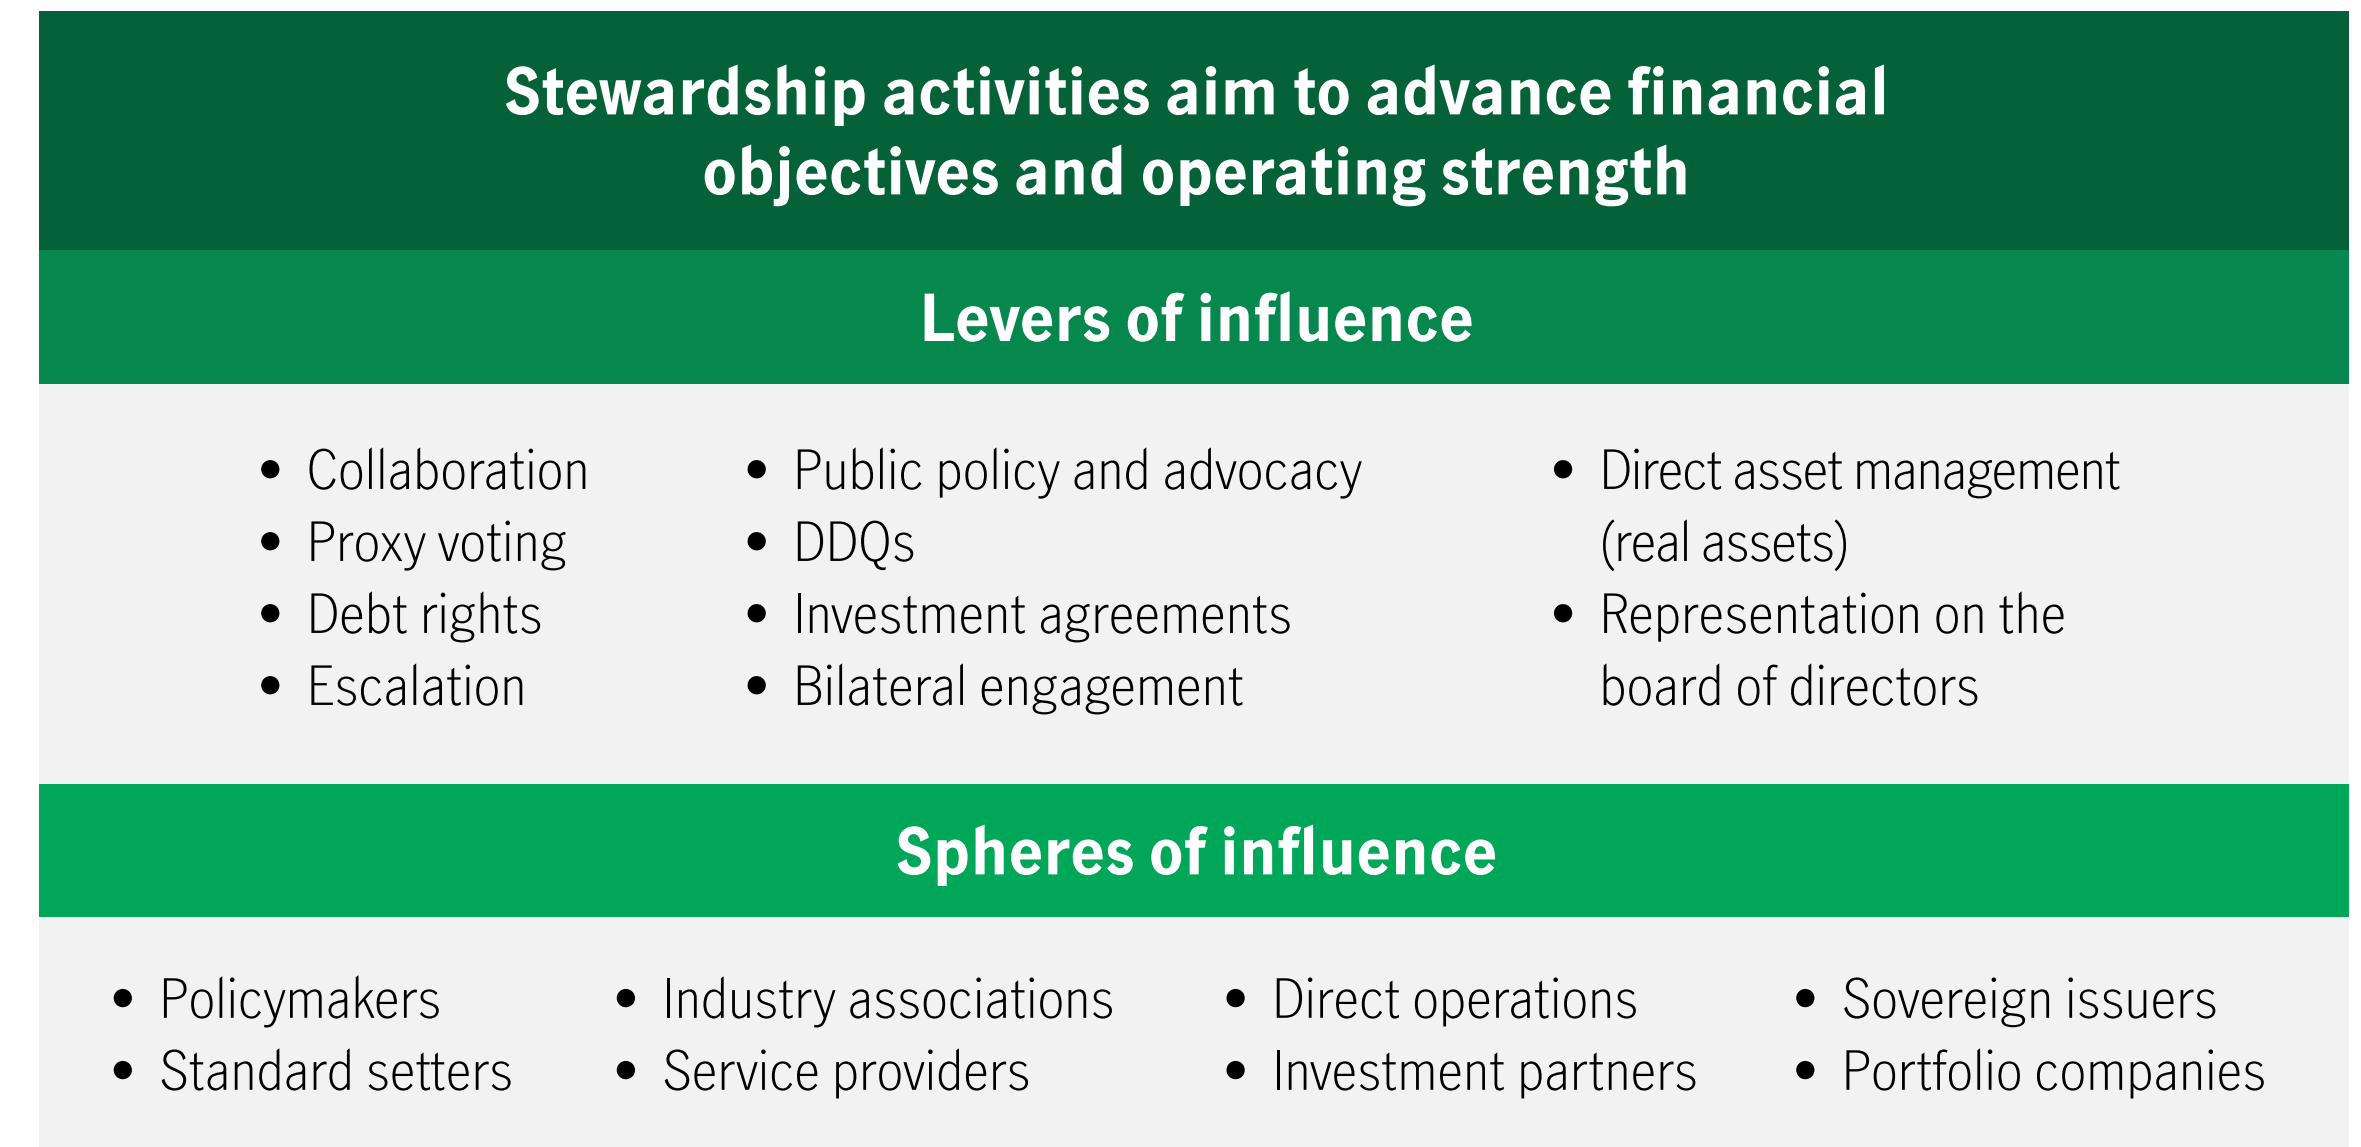 Stewardship activities aim to advance financial
objectives and operating strength
Levers of influence
• Collaboration
• Proxy voting
• Debt rights
• Escalation
• Public policy and advocacy
• DDQs
• Investment agreements
• Bilateral engagement
• Direct asset management
(real assets)
• Representation on the
board of directors
Spheres of influence
• Policymakers
• Standard setters
• Industry associations
• Service providers
• Direct operations
• Investment partners
• Sovereign issuers
• Portfolio companies